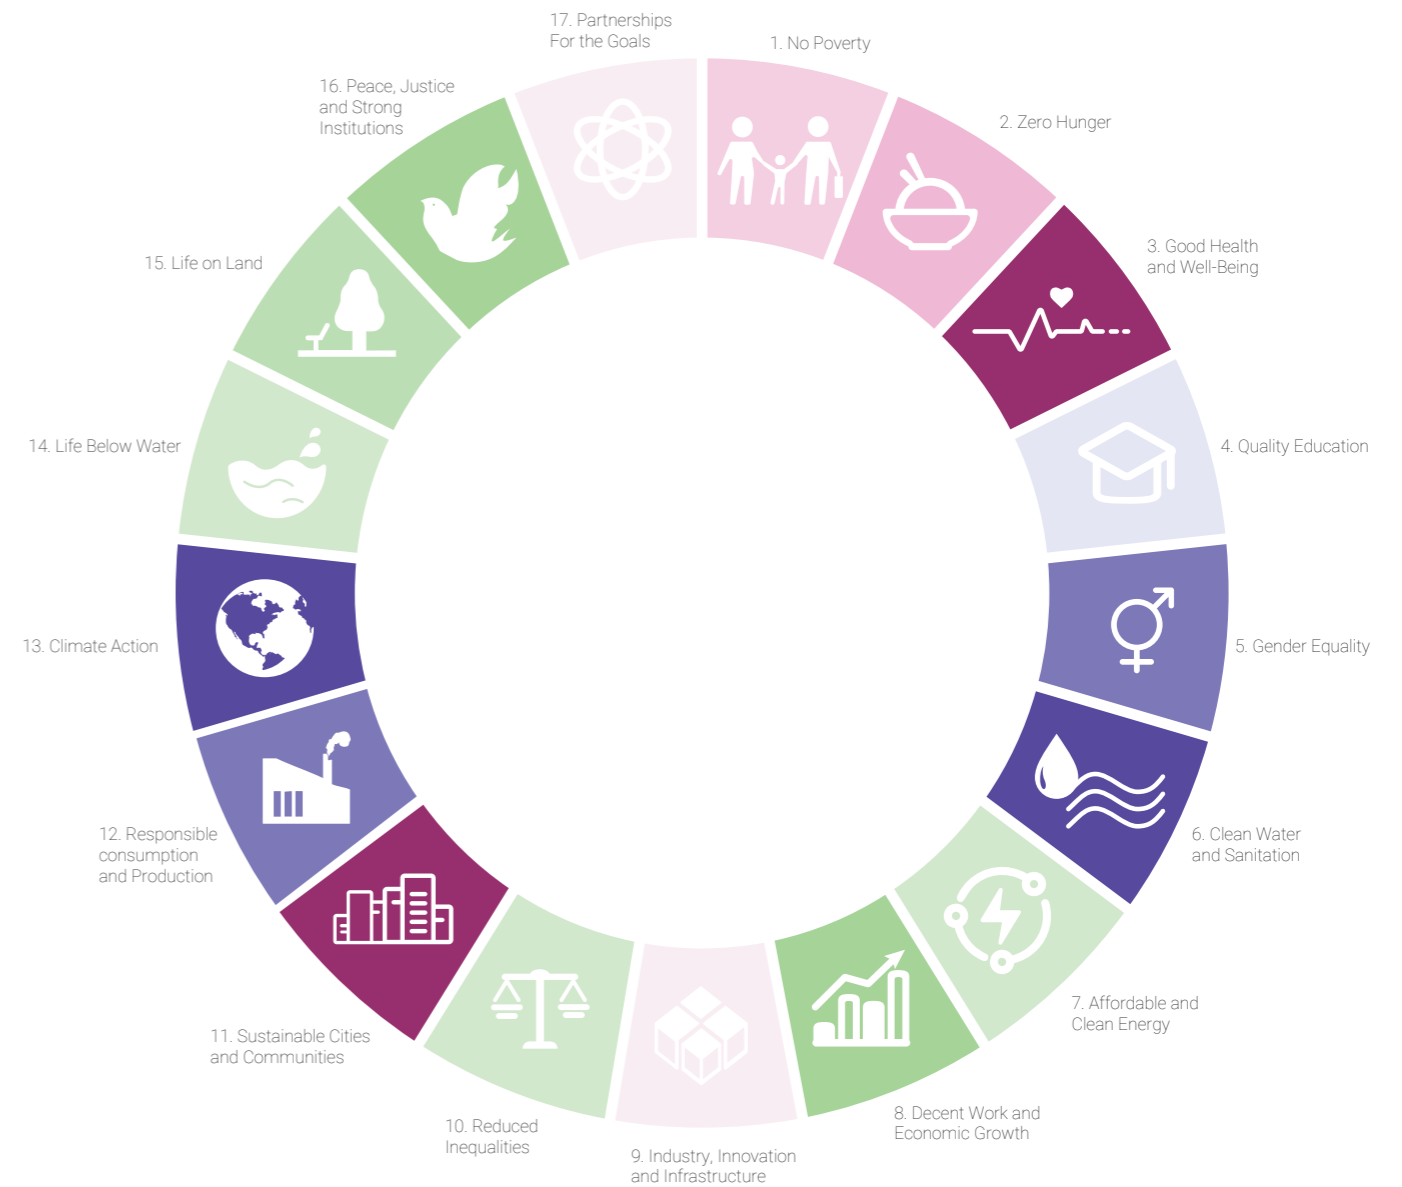 17. Partnerships
For the Goals
1. No Poverty
2. Zero Hunger
3. Good Health
and Well-Being
4. Quality Education
5. Gender Equality
6. Clean Water
and Sanitation
7. Affordable and
Clean Energy
8. Decent Work and
Economic Growth
9. Industry, Innovation
and Infrastructure
10. Reduced
Inequalities
11. Sustainable Cities
and Communities
12. Responsible
consumption
and Production
13. Climate Action
14. Life Below Water
15. Life on Land
16. Peace, Justice
and Strong
Institutions